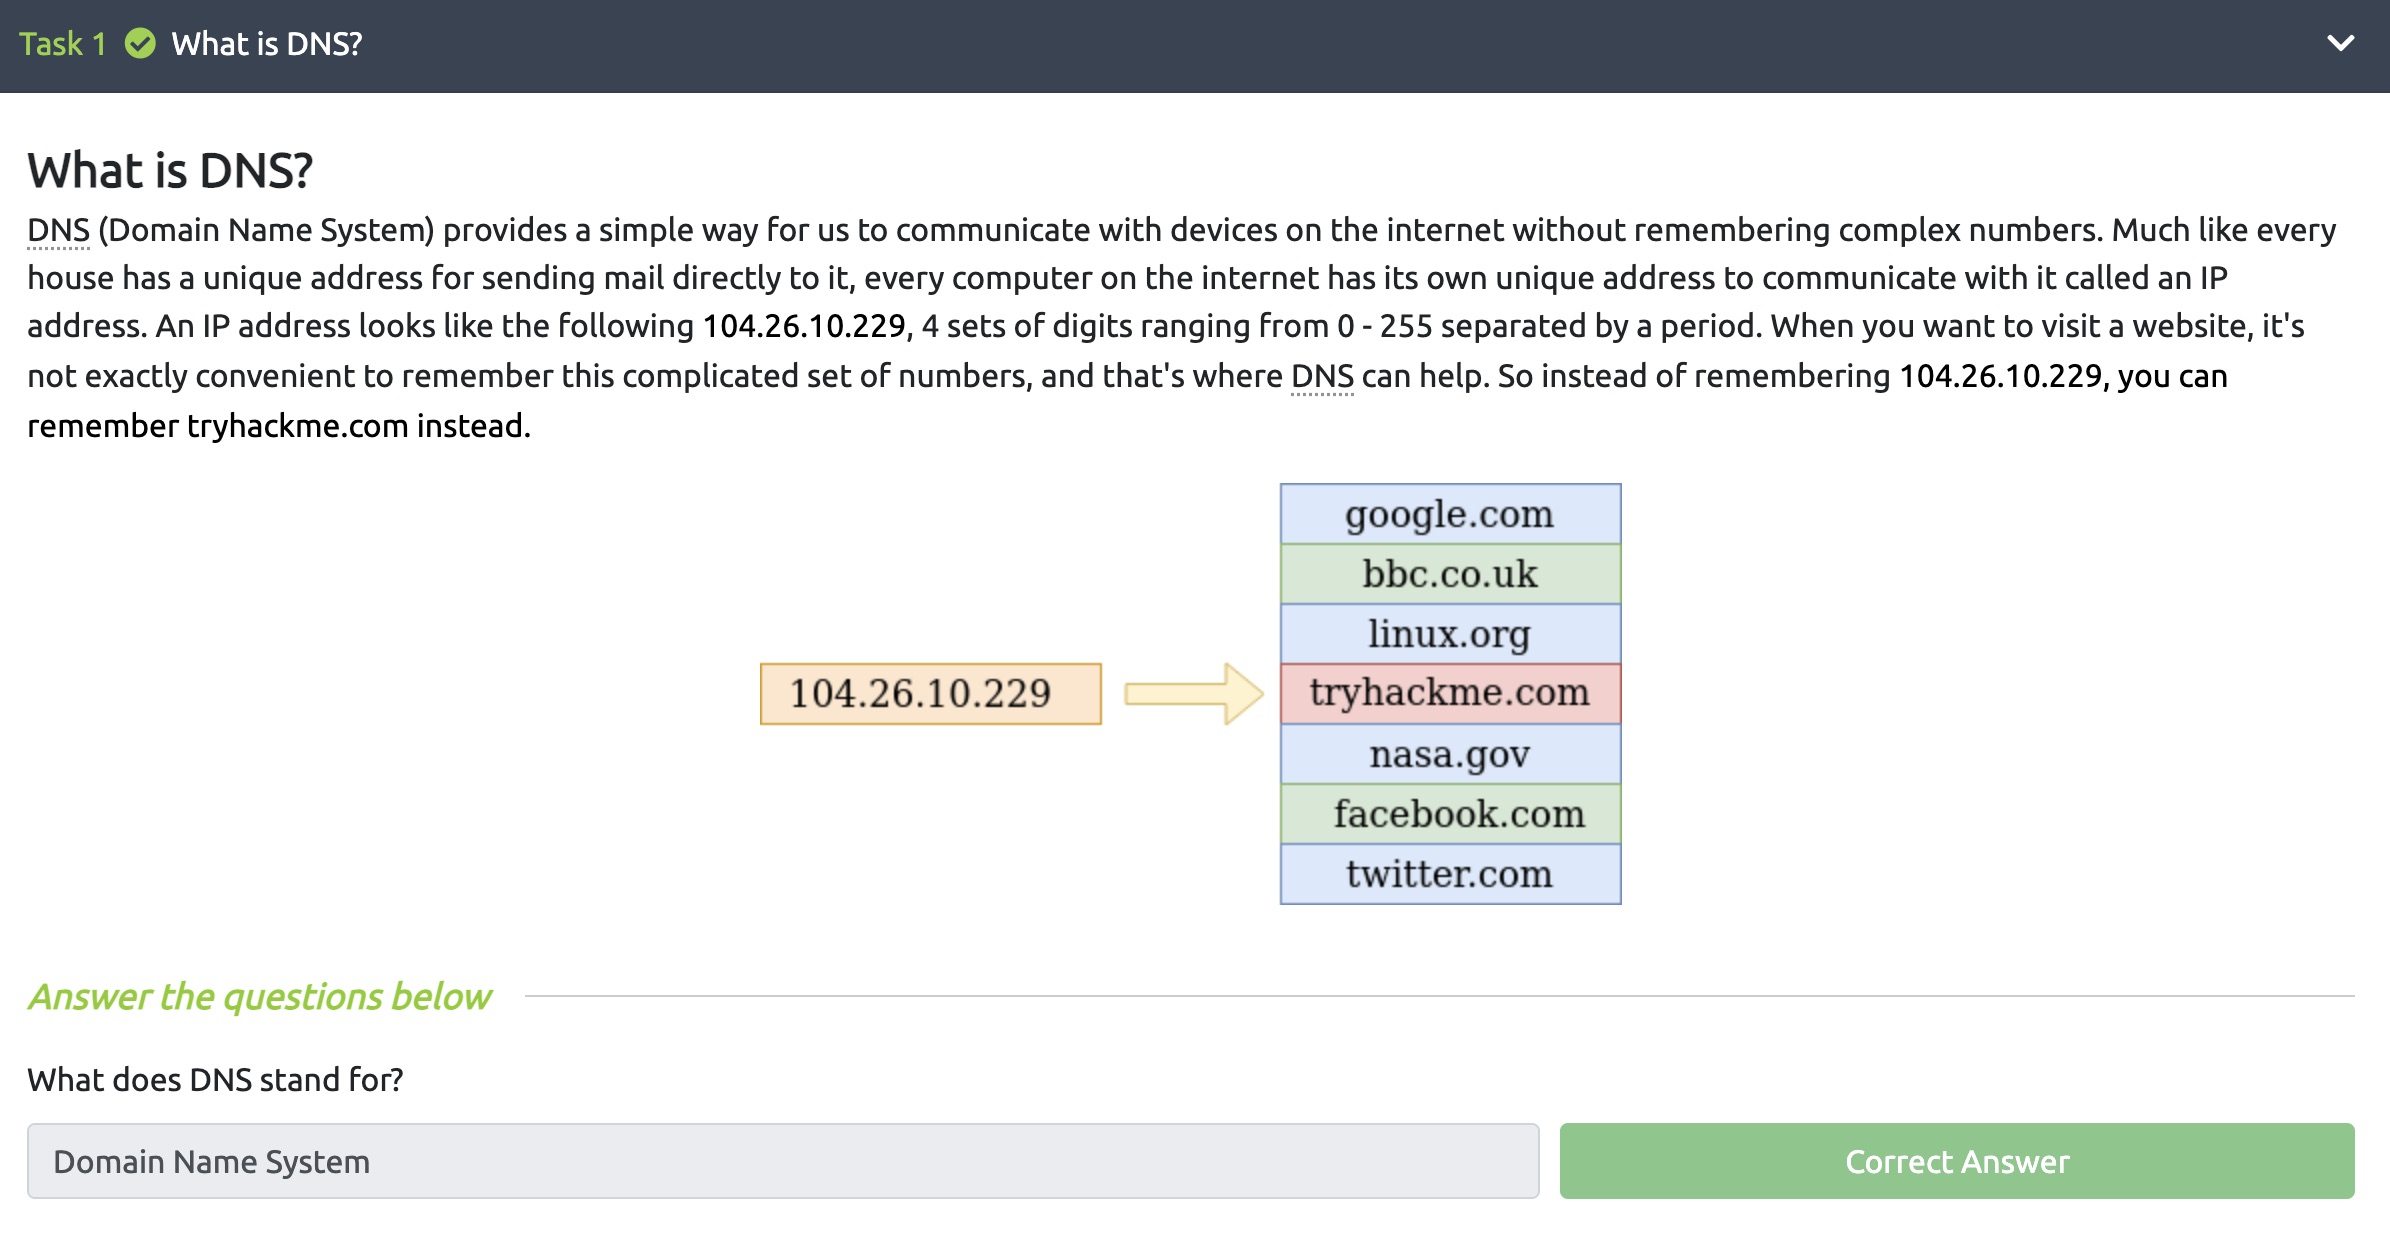 Task 1 What is DNS?
What is DNS?
DNS (Domain Name System) provides a simple way for us to communicate with devices on the internet without remembering complex numbers. Much like every
house has a unique address for sending mail directly to it, every computer on the internet has its own unique address to communicate with it called an IP
address. An IP address looks like the following 104.26.10.229, 4 sets of digits ranging from 0 - 255 separated by a period. When you want to visit a website, it's
not exactly convenient to remember this complicated set of numbers, and that's where DNS can help. So instead of remembering 104.26.10.229, you can
remember tryhackme.com instead.
google.com
bbc.co.uk
linux.org
104.26.10.229
tryhackme.com
nasa.gov
facebook.com
twitter.com
Answer the questions below
What does DNS stand for?
Domain Name System
Correct Answer